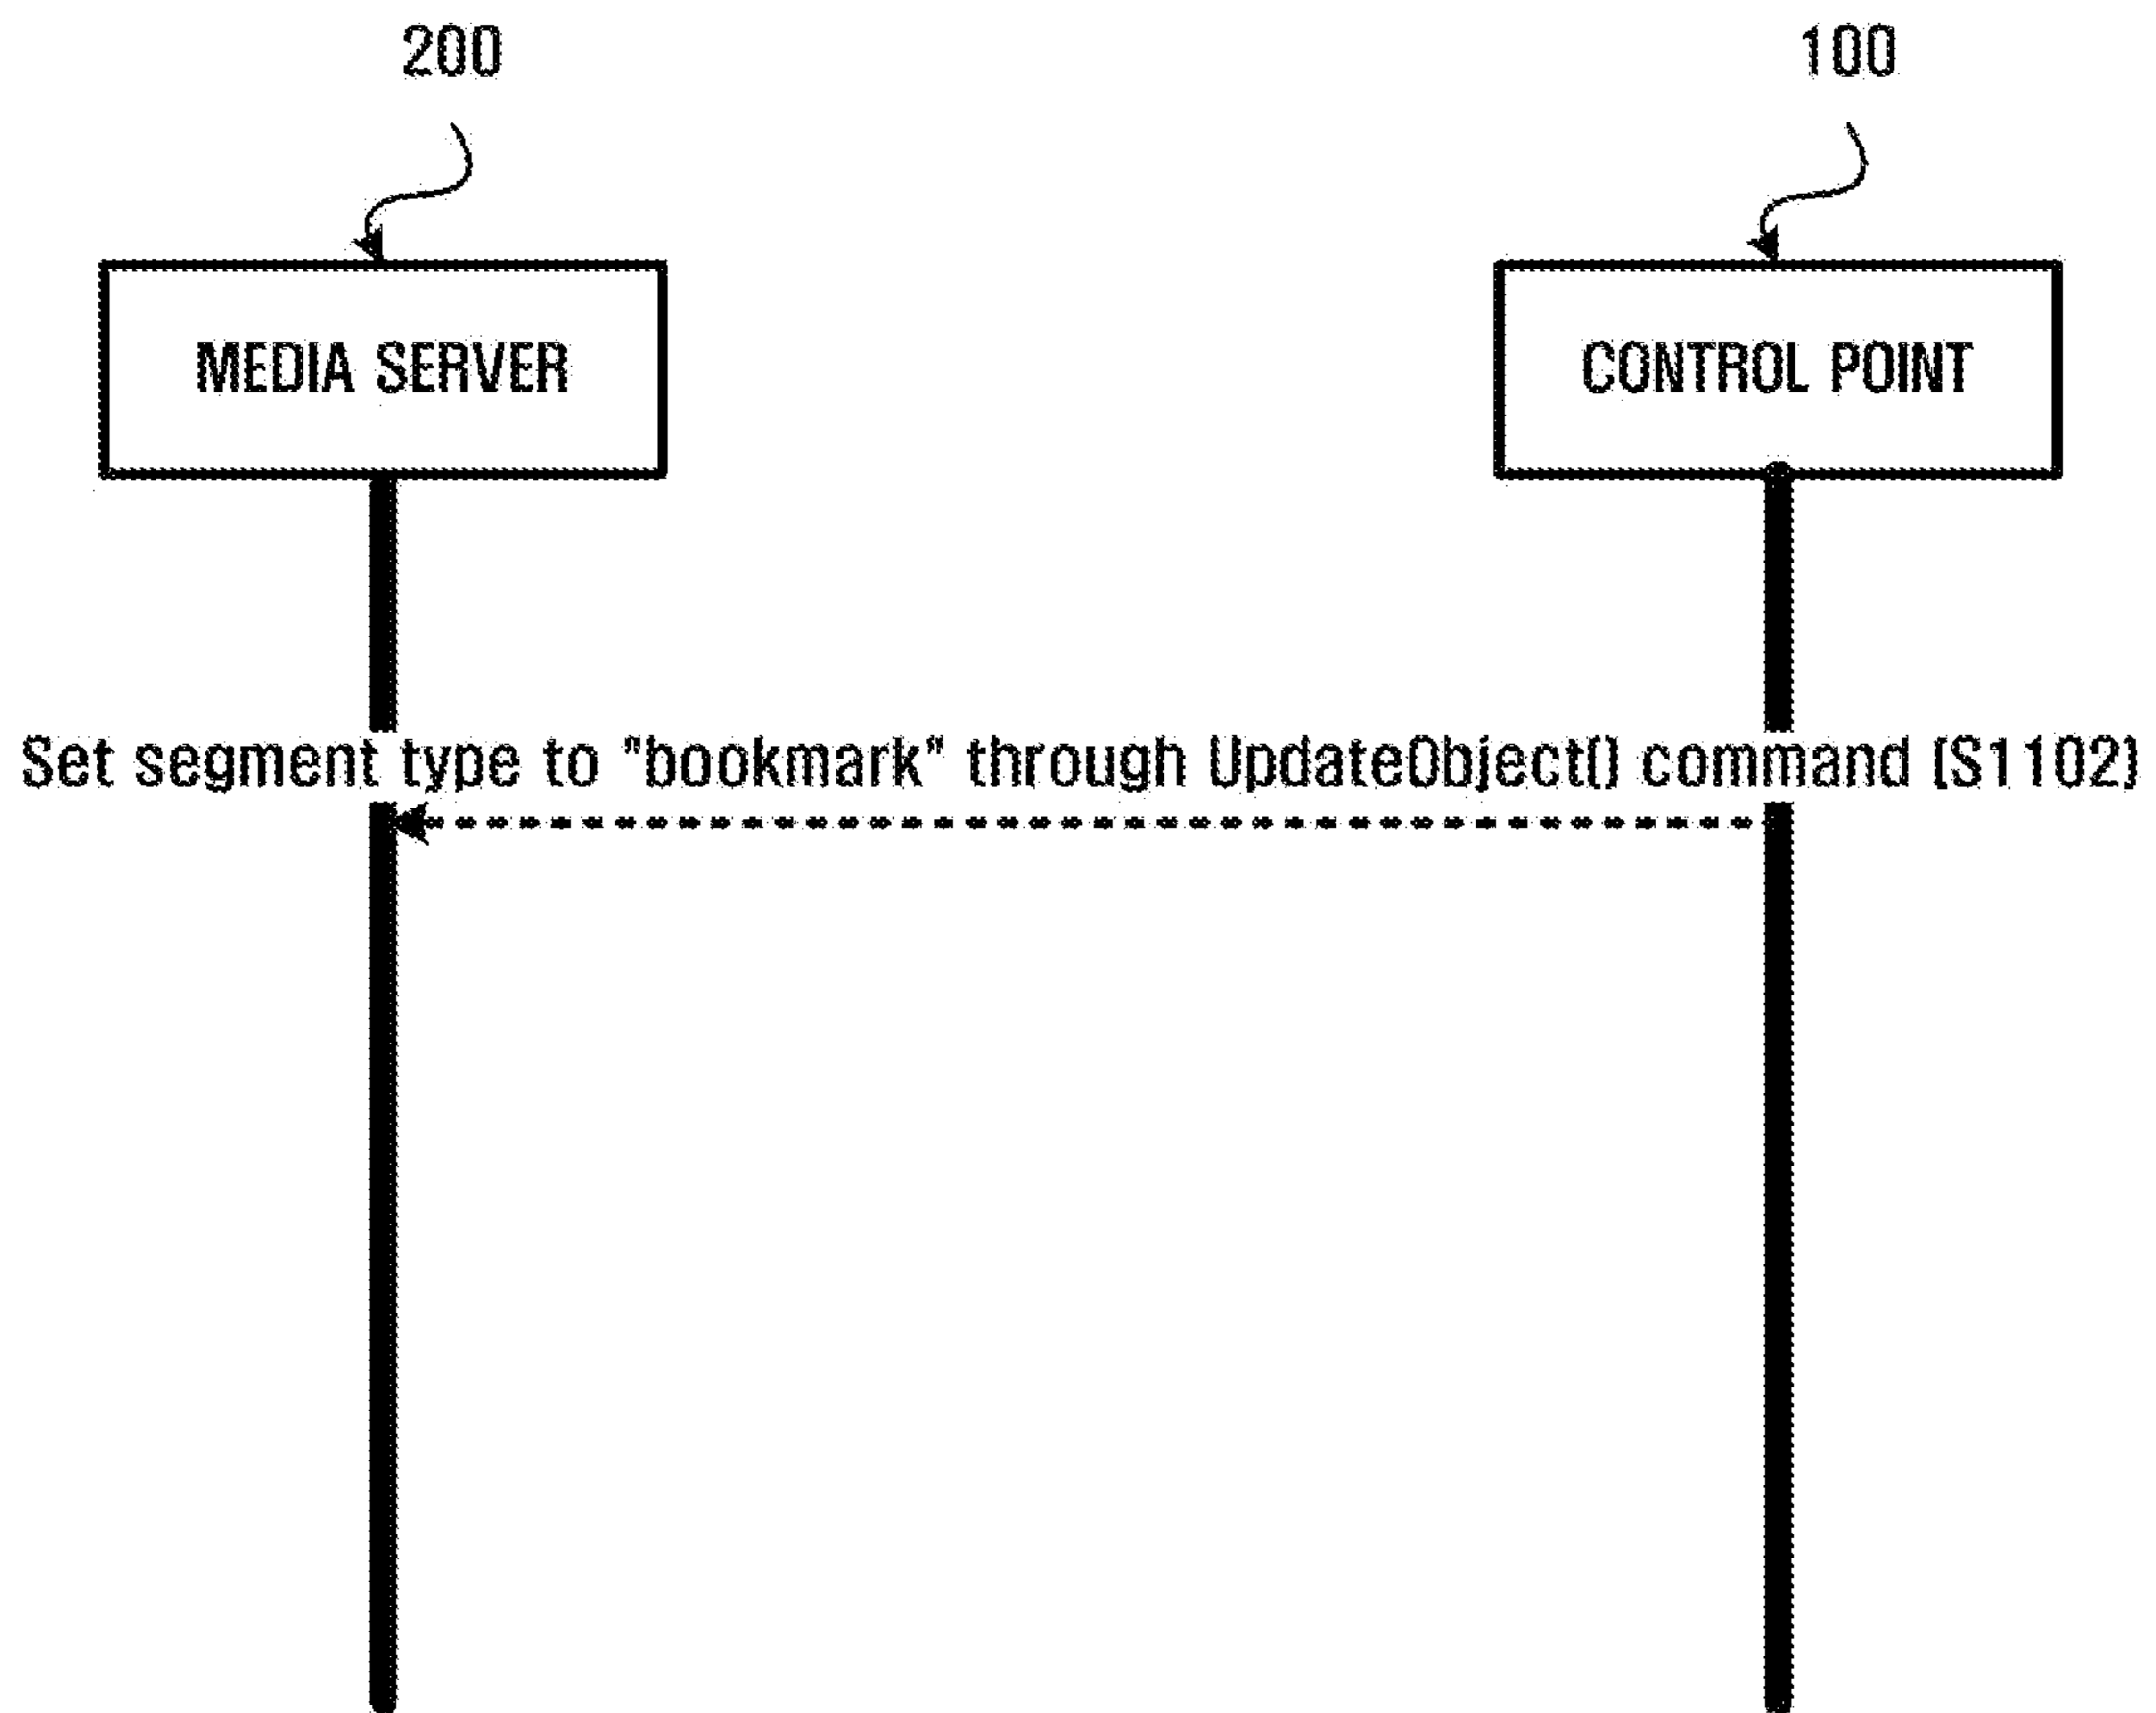 200
100
MEDIA SERVER
CONTROL POINT
Set segment type to "bookmark" through UpdateObject() command (S1102)